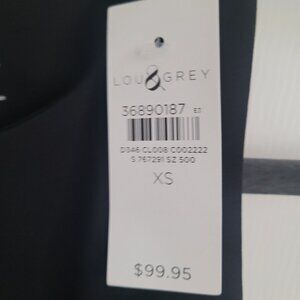 LOU & GREY
36890187
D346 CL008 C002222
S 767291 SZ 500
XS
$99.95